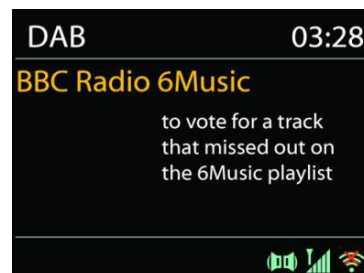 DAB
03:28
BBC Radio 6Music
to vote for a track
that missed out on
the 6Music playlist